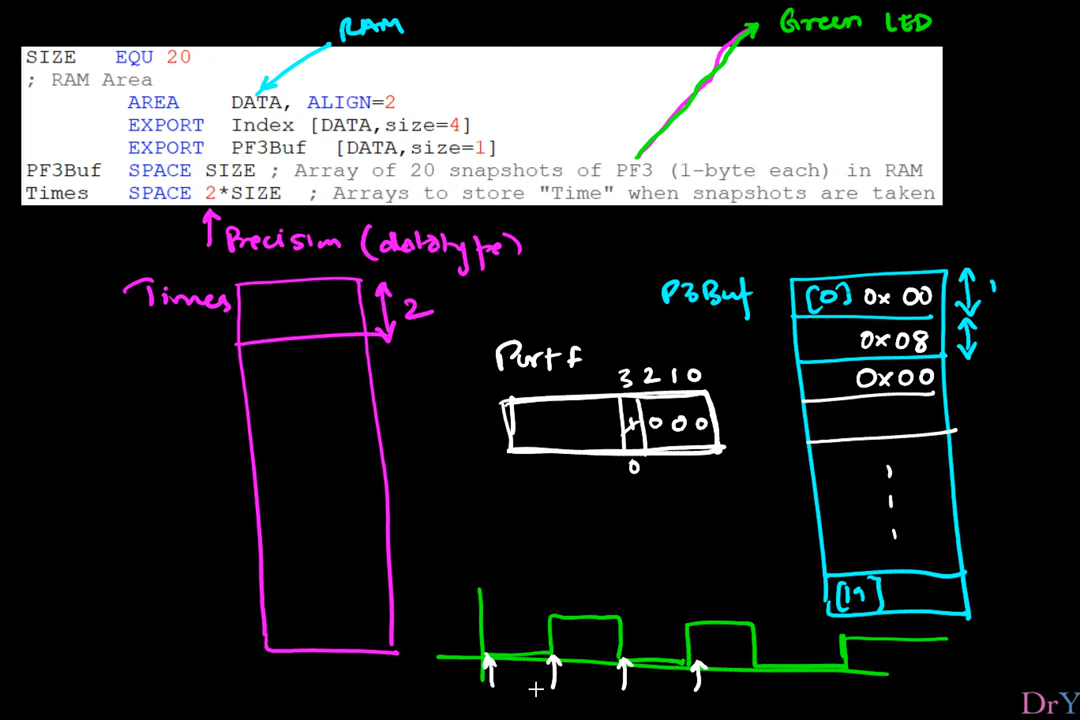 Green LED
RAM
SIZE EQU 20
; RAM Area
AREA DATA, ALIGN=2
EXPORT Index [DATA,size=4]
EXPORT PF3Buf [DATA,size=1]
PF3Buf SPACE SIZE ; Array of 20 snapshots of PF3 (1-byte each) in RAM
Times SPACE 2*SIZE ; Arrays to store "Time" when snapshots are taken
Precision (datatype)
Times
2
P3Buf
[0] 0x 00
1
0x08
0x00
Port f
3 2 1 0
0 0 0
0
[19]
DrY